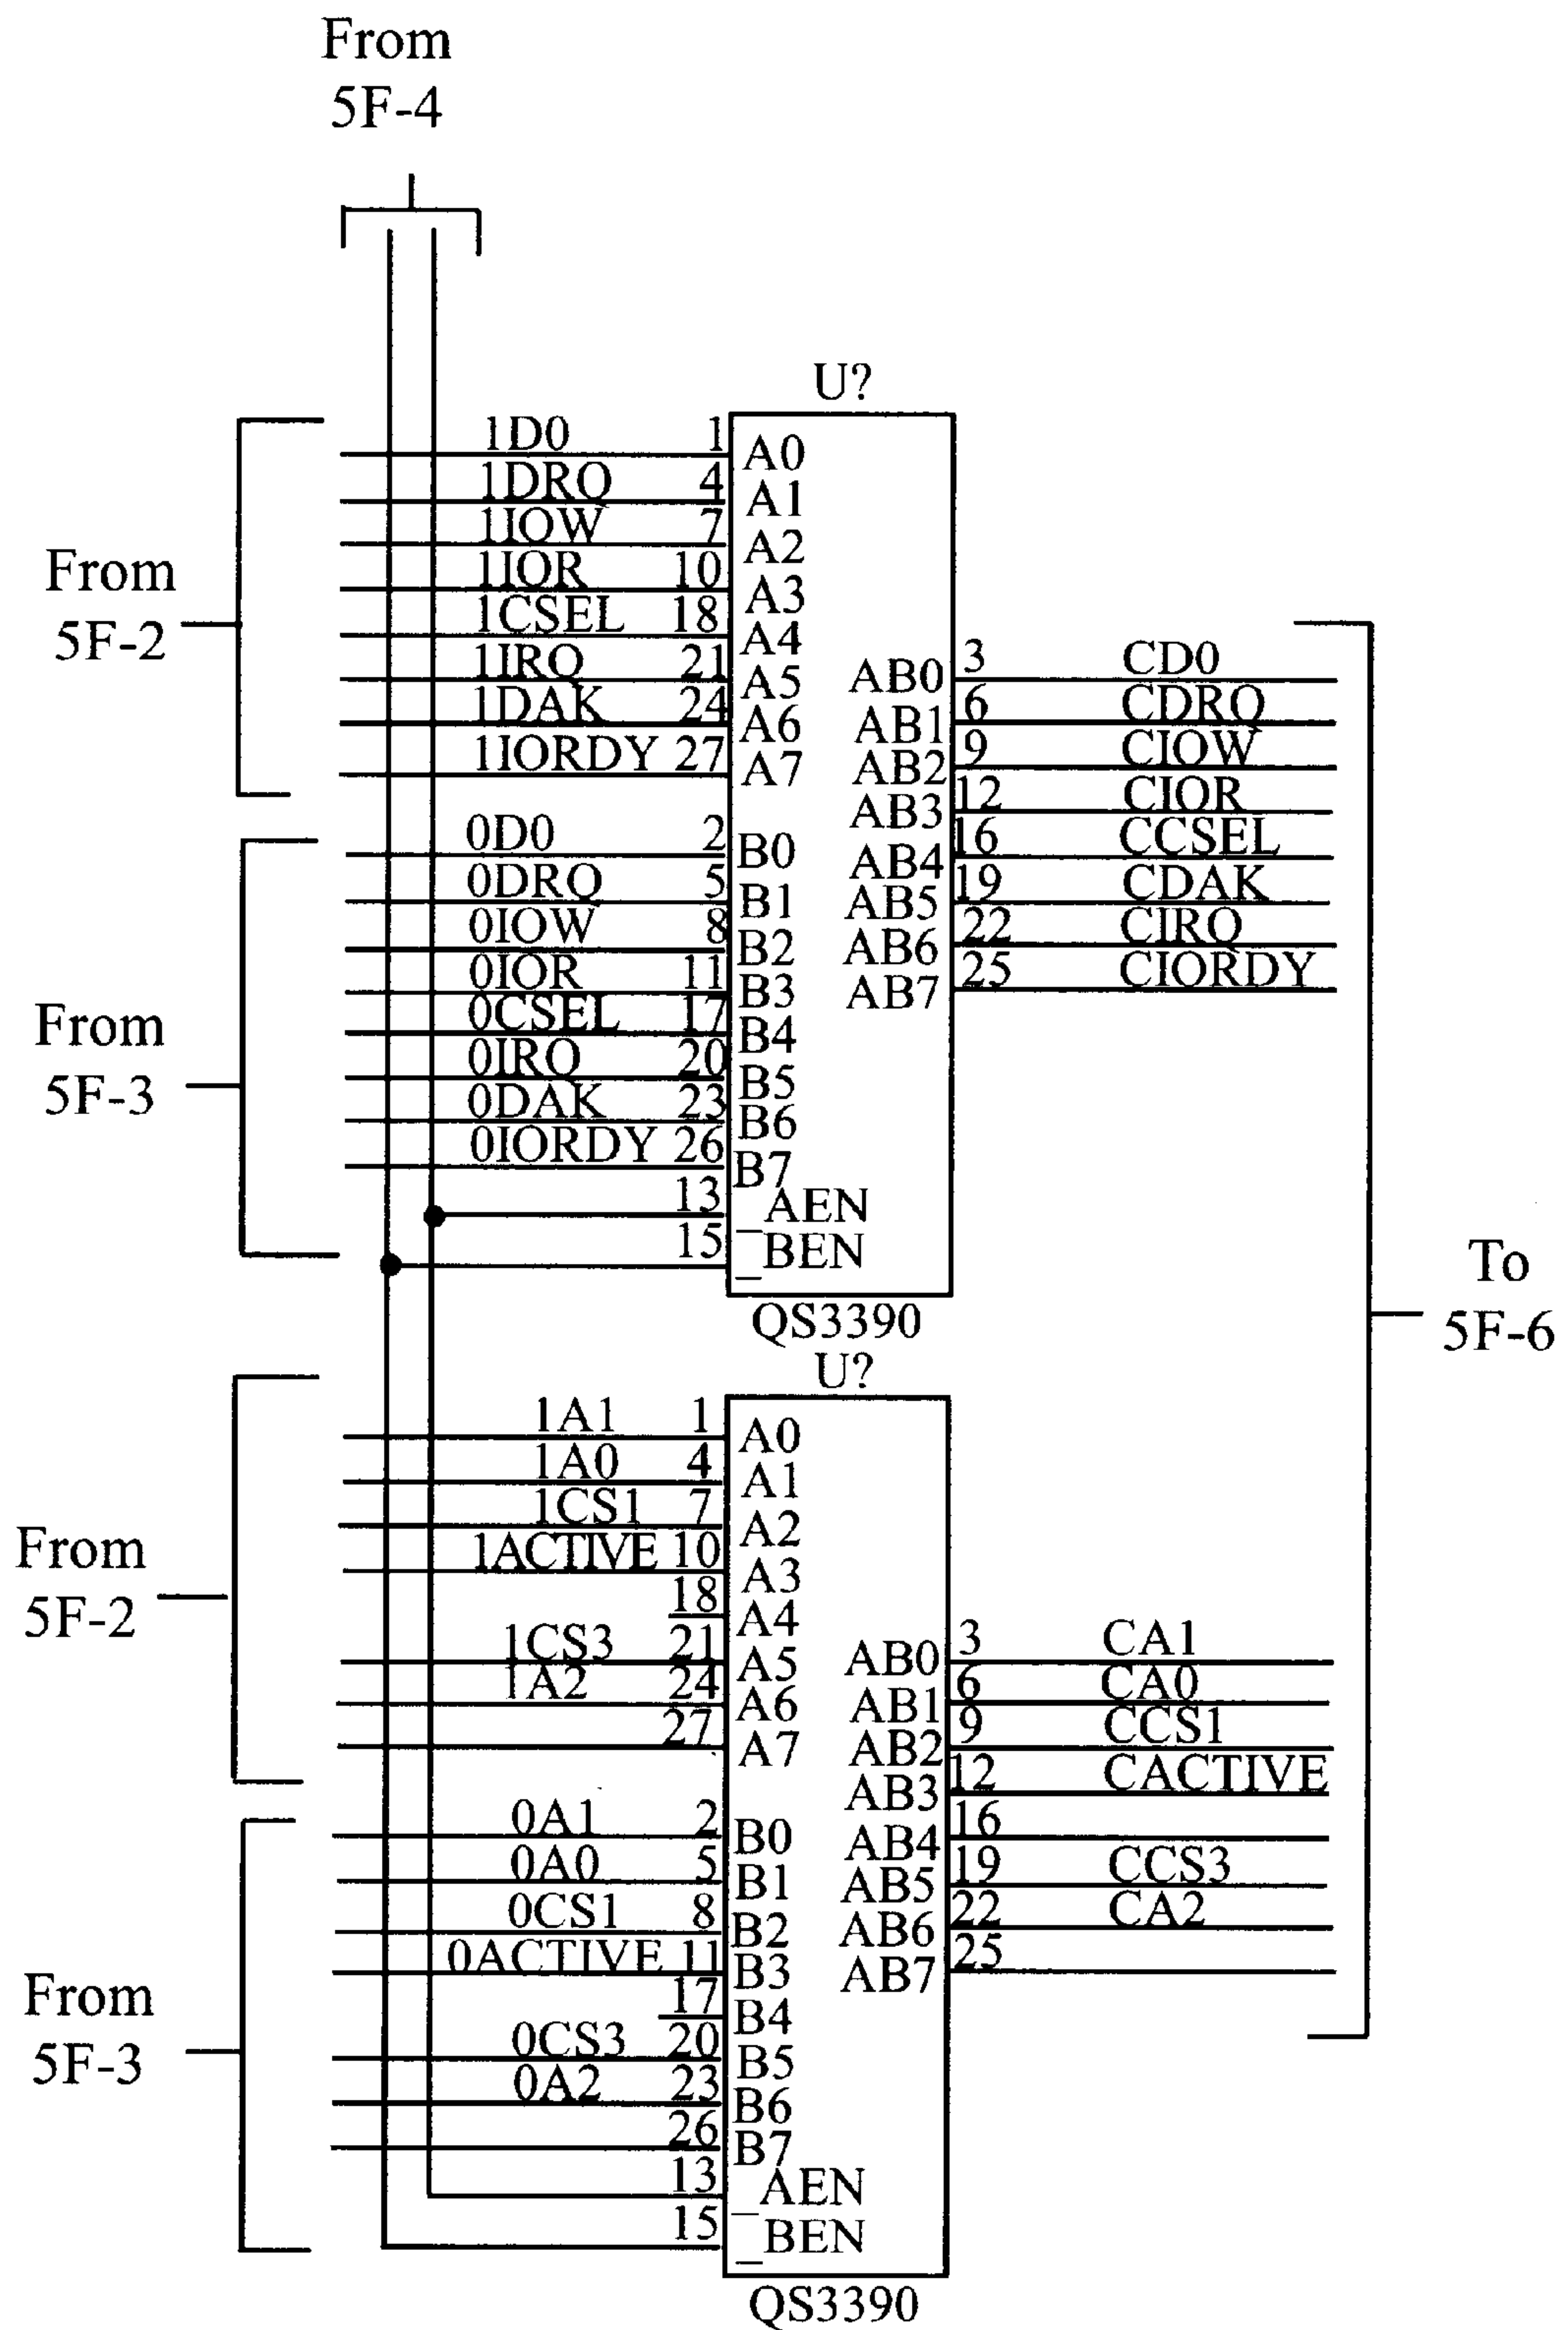 From
5F-4
U?
1D0 1 A0
1DRQ 4 A1
1IOW 7 A2
1IOR 10 A3
1CSEL 18 A4
1IRQ 21 A5
1DAK 24 A6
1IORDY 27 A7
From
5F-2
0D0 2 B0
0DRQ 5 B1
0IOW 8 B2
0IOR 11 B3
0CSEL 17 B4
0IRQ 20 B5
0DAK 23 B6
0IORDY 26 B7
From
5F-3
13 _AEN
15 _BEN
AB0 3 CD0
AB1 6 CDRQ
AB2 9 CIOW
AB3 12 CIOR
AB4 16 CCSEL
AB5 19 CDAK
AB6 22 CIRQ
AB7 25 CIORDY
QS3390
To
5F-6
U?
1A1 1 A0
1A0 4 A1
1CS1 7 A2
1ACTIVE 10 A3
18 A4
1CS3 21 A5
1A2 24 A6
27 A7
From
5F-2
0A1 2 B0
0A0 5 B1
0CS1 8 B2
0ACTIVE 11 B3
17 B4
0CS3 20 B5
0A2 23 B6
26 B7
From
5F-3
13 _AEN
15 _BEN
AB0 3 CA1
AB1 6 CA0
AB2 9 CCS1
AB3 12 CACTIVE
AB4 16
AB5 19 CCS3
AB6 22 CA2
AB7 25
QS3390